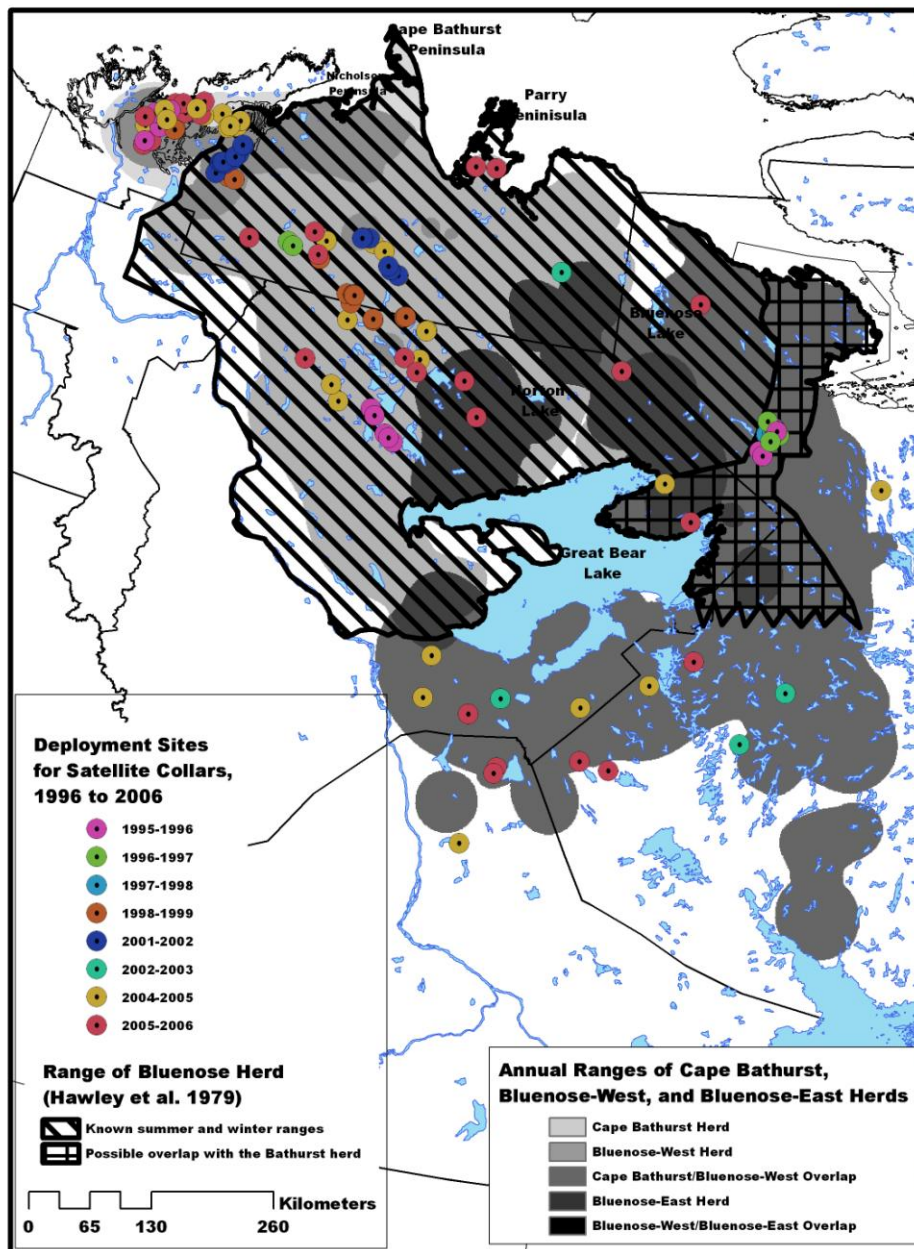 Cape Bathurst
Peninsula
Nicholson
Peninsula
Parry
Peninisula
Bluenose
Lake
Horton
Lake
Great Bear
Lake
Deployment Sites
for Satellite Collars,
1996 to 2006
1995-1996
1996-1997
1997-1998
1998-1999
2001-2002
2002-2003
2004-2005
2005-2006
Range of Bluenose Herd
(Hawley et al. 1979)
Known summer and winter ranges
Possible overlap with the Bathurst herd
Kilometers
0 65 130 260
Annual Ranges of Cape Bathurst,
Bluenose-West, and Bluenose-East Herds
Cape Bathurst Herd
Bluenose-West Herd
Cape Bathurst/Bluenose-West Overlap
Bluenose-East Herd
Bluenose-West/Bluenose-East Overlap